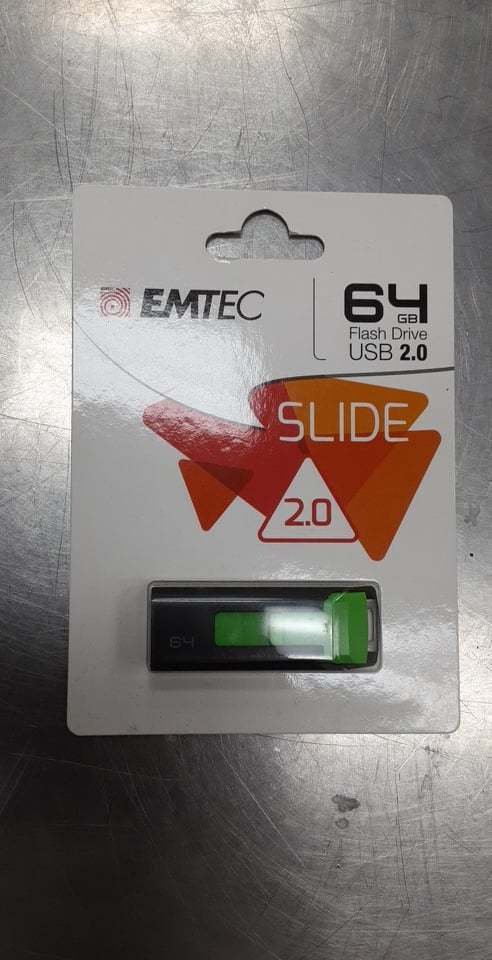 EMTEC
64
GB
Flash Drive
USB 2.0
SLIDE
2.0
64